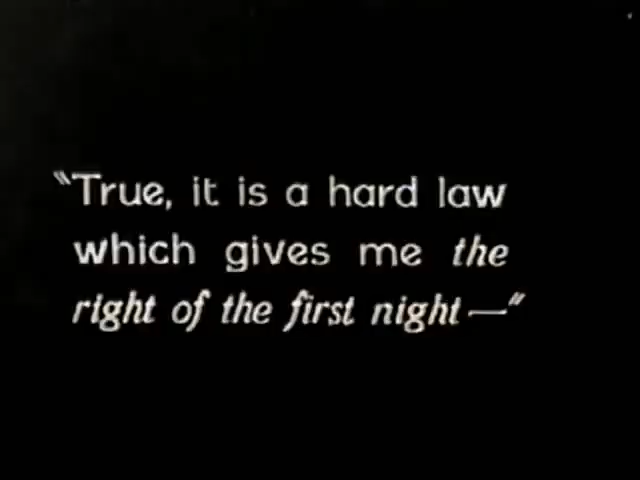 "True, it is a hard law
which gives me the
right of the first night—"